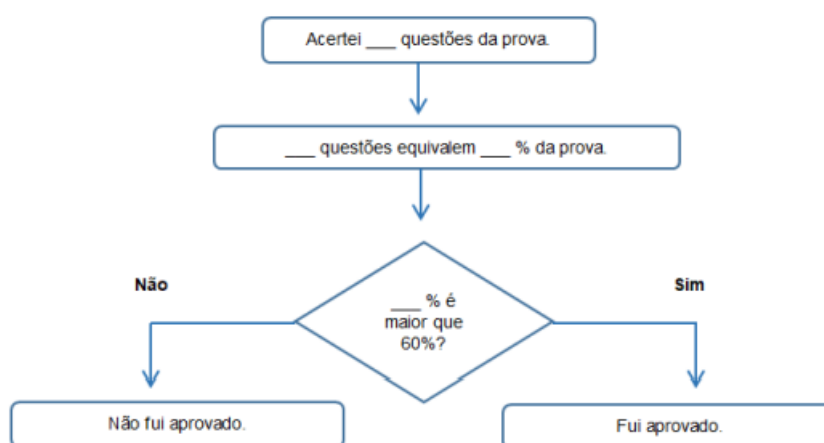 Acertei ___ questões da prova.
___ questões equivalem ___ % da prova.
Não
Sim
___ % é
maior que
60%?
Não fui aprovado.
Fui aprovado.